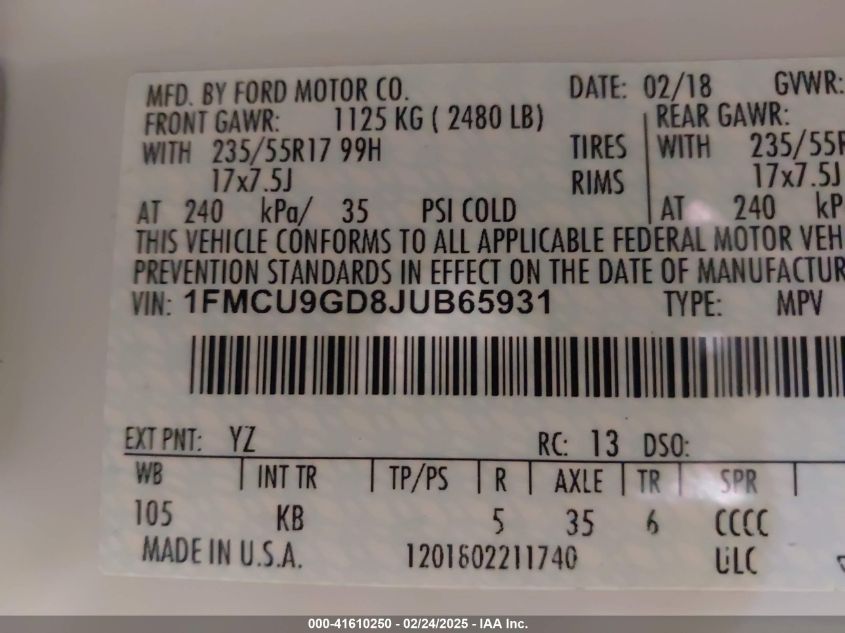 MFD. BY FORD MOTOR CO. DATE: 02/18 GVWR:
FRONT GAWR: 1125 KG ( 2480 LB) REAR GAWR:
WITH 235/55R17 99H TIRES WITH 235/55R
17x7.5J RIMS 17x7.5J
AT 240 kPa/ 35 PSI COLD AT 240 kP
THIS VEHICLE CONFORMS TO ALL APPLICABLE FEDERAL MOTOR VEH
PREVENTION STANDARDS IN EFFECT ON THE DATE OF MANUFACTUR
VIN: 1FMCU9GD8JUB65931 TYPE: MPV
EXT PNT: YZ RC: 13 DSO:
WB INT TR TP/PS R AXLE TR SPR
105 KB 5 35 6 CCCC
MADE IN U.S.A. 1201602211740 ULC
000-41610250 - 02/24/2025 - IAA Inc.